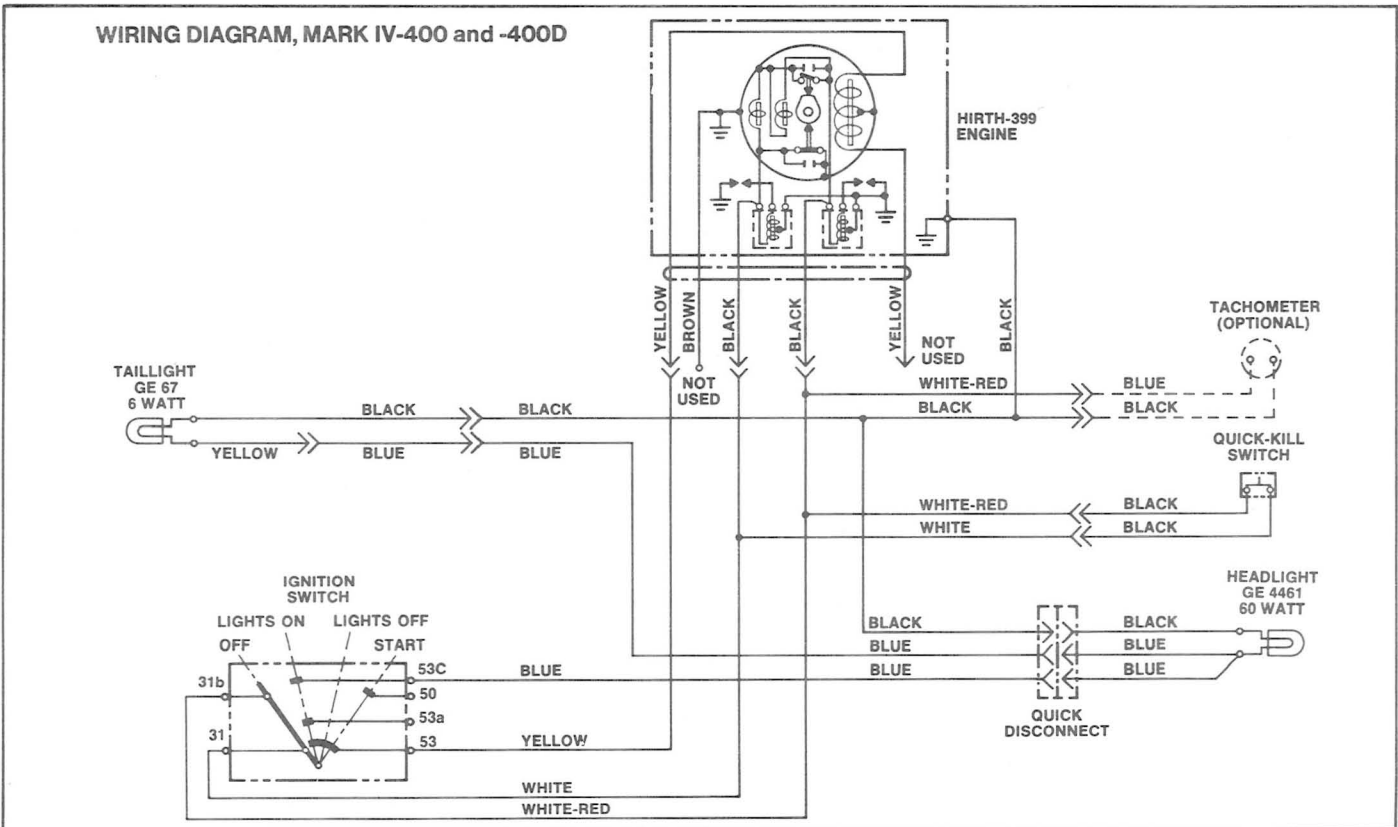 WIRING DIAGRAM, MARK IV-400 and -400D
HIRTH-399
ENGINE
YELLOW
BROWN
BLACK
BLACK
YELLOW
BLACK
NOT
USED
NOT
USED
TACHOMETER
(OPTIONAL)
TAILLIGHT
GE 67
6 WATT
WHITE-RED
BLUE
BLACK
BLACK
BLACK
BLACK
YELLOW
BLUE
BLUE
QUICK-KILL
SWITCH
WHITE-RED
BLACK
WHITE
BLACK
HEADLIGHT
GE 4461
60 WATT
IGNITION
SWITCH
LIGHTS ON
LIGHTS OFF
OFF
START
BLACK
BLACK
BLUE
BLUE
BLUE
BLUE
BLUE
31b
53C
50
53a
31
53
YELLOW
QUICK
DISCONNECT
WHITE
WHITE-RED